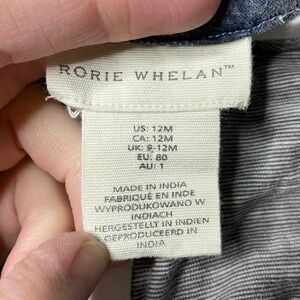 RORIE WHELAN™
US: 12M
CA: 12M
UK: 9-12M
EU: 80
AU: 1
MADE IN INDIA
FABRIQUÉ EN INDE
WYPRODUKOWANO W
INDIACH
HERGESTELLT IN INDIEN
GEPRODUCEERD IN
INDIA